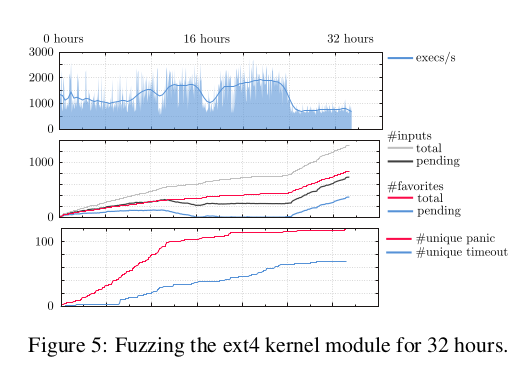 0 hours 16 hours 32 hours
3000
2000
1000
0
execs/s
1000
0
#inputs
total
pending
#favorites
total
pending
100
0
#unique panic
#unique timeout
Figure 5: Fuzzing the ext4 kernel module for 32 hours.